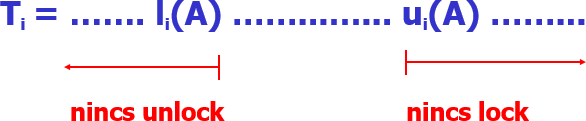 Ti = ....... li(A) ................ ui(A) .........
nincs unlock nincs lock